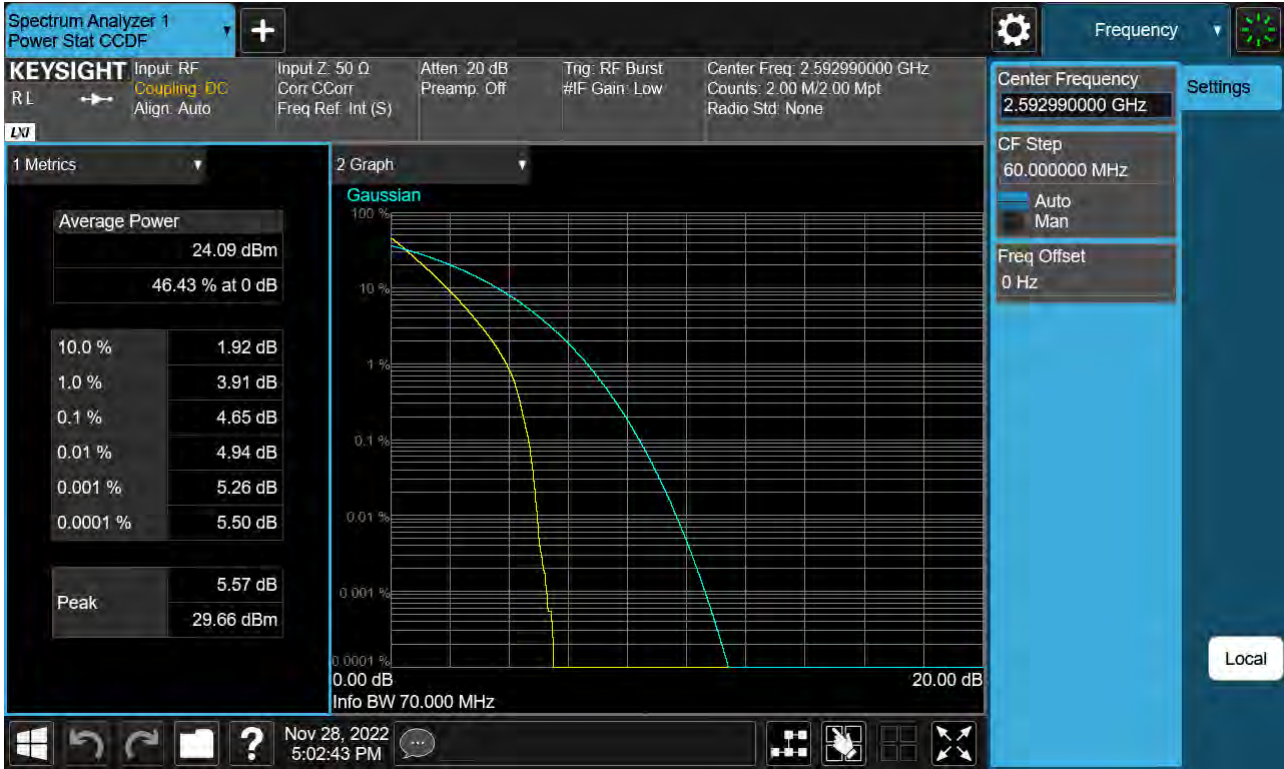 Spectrum Analyzer 1
Power Stat CCDF
+
Frequency
KEYSIGHT
RL
LXI
Input: RF
Coupling: DC
Align: Auto
Input Z: 50 Ω
Corr CCorr
Freq Ref: Int (S)
Atten: 20 dB
Preamp: Off
Trig: RF Burst
#IF Gain: Low
Center Freq: 2.592990000 GHz
Counts: 2.00 M/2.00 Mpt
Radio Std: None
Center Frequency
2.592990000 GHz
Settings
CF Step
60.000000 MHz
Auto
Man
Freq Offset
0 Hz
Local
1 Metrics
Average Power
24.09 dBm
46.43 % at 0 dB
10.0 % 1.92 dB
1.0 % 3.91 dB
0.1 % 4.65 dB
0.01 % 4.94 dB
0.001 % 5.26 dB
0.0001 % 5.50 dB
Peak
5.57 dB
29.66 dBm
2 Graph
Gaussian
100 %
10 %
1 %
0.1 %
0.01 %
0.001 %
0.0001 %
0.00 dB 20.00 dB
Info BW 70.000 MHz
?
Nov 28, 2022
5:02:43 PM